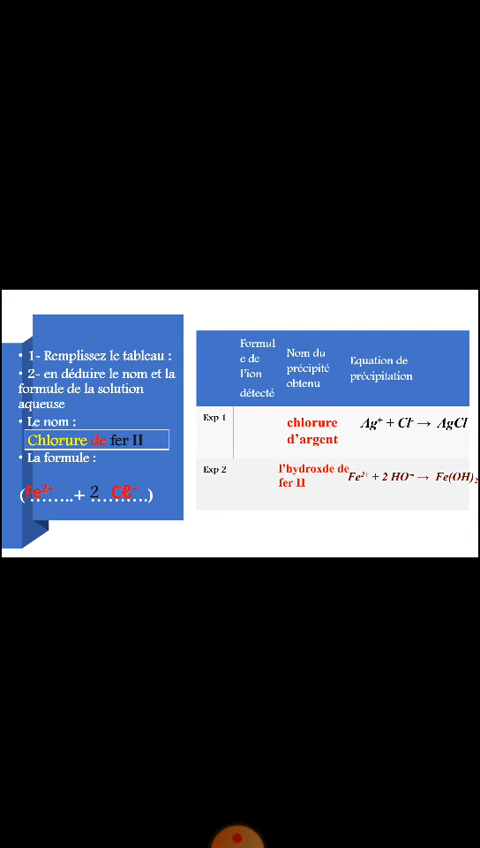 • 1- Remplissez le tableau :
• 2- en déduire le nom et la
formule de la solution
aqueuse
• Le nom :
Chlorure de fer II
• La formule :
(Fe²⁺........+ 2 ..Cℓ⁻........)
Formul
e de
l'ion
détecté
Nom du
précipité
obtenu
Equation de
précipitation
Exp 1
chlorure
d'argent
Ag⁺ + Cl⁻ → AgCl
Exp 2
l'hydroxde de
fer II
Fe²⁺ + 2 HO⁻ → Fe(OH)₂